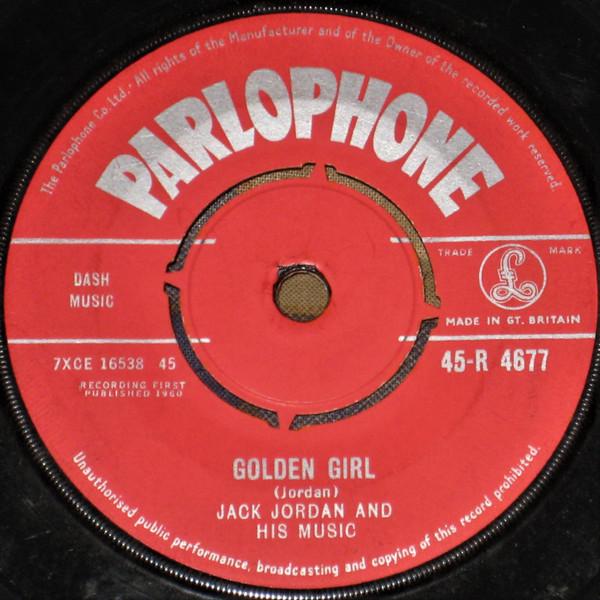 The Parlophone Co. Ltd.· All rights of the Manufacturer and of the Owner of the recorded work reserved.
PARLOPHONE
DASH
MUSIC
TRADE MARK
£
MADE IN GT. BRITAIN
7XCE 16538 45
45-R 4677
RECORDING FIRST
PUBLISHED 1960
GOLDEN GIRL
(Jordan)
JACK JORDAN AND
HIS MUSIC
Unauthorised public performance, broadcasting and copying of this record prohibited.